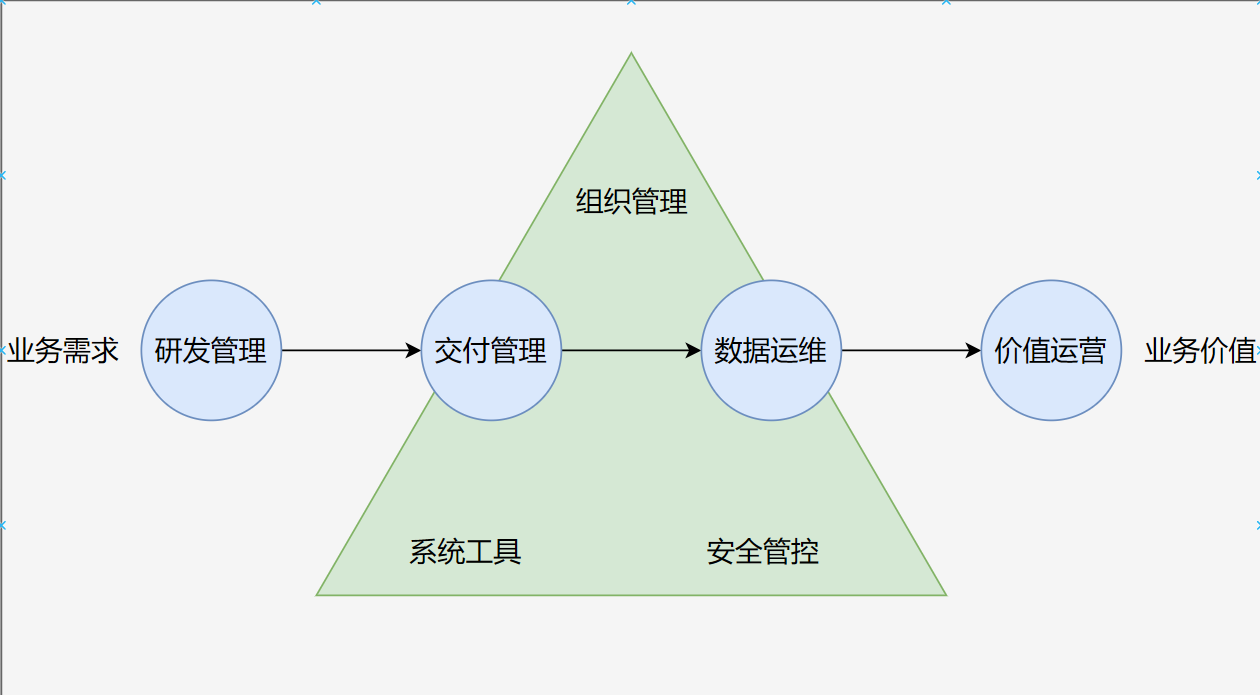 组织管理
业务需求
研发管理
交付管理
数据运维
价值运营
业务价值
系统工具
安全管控